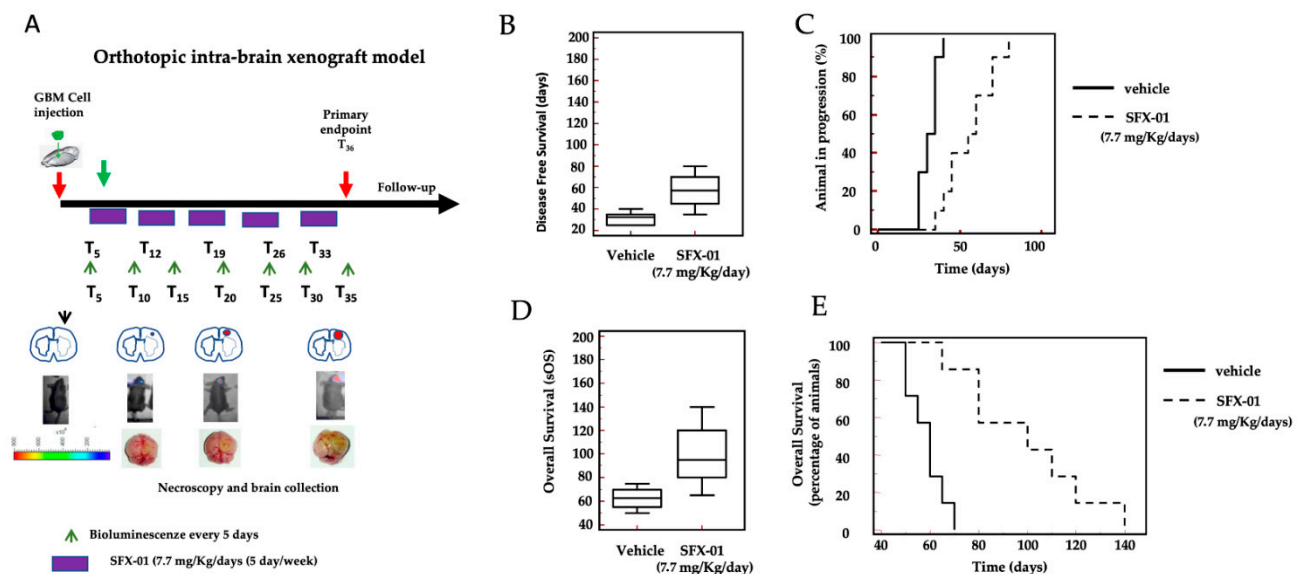 A
Orthotopic intra-brain xenograft model
GBM Cell
injection
Primary
endpoint
T36
Follow-up
T5 T12 T19 T26 T33
T5 T10 T15 T20 T25 T30 T35
Necroscopy and brain collection
Bioluminescenze every 5 days
SFX-01 (7.7 mg/Kg/days (5 day/week)
B
Disease Free Survival (days)
200
180
160
140
120
100
80
60
40
20
Vehicle SFX-01
(7.7 mg/Kg/day)
C
Animal in progression (%)
100
80
60
40
20
0
0 50 100
Time (days)
vehicle
SFX-01
(7.7 mg/Kg/days)
D
Overall Survival (sOS)
200
180
160
140
120
100
80
60
40
Vehicle SFX-01
(7.7 mg/Kg/day)
E
Overall Survival
(percentage of animals)
100
80
60
40
20
0
40 60 80 100 120 140
Time (days)
vehicle
SFX-01
(7.7 mg/Kg/days)